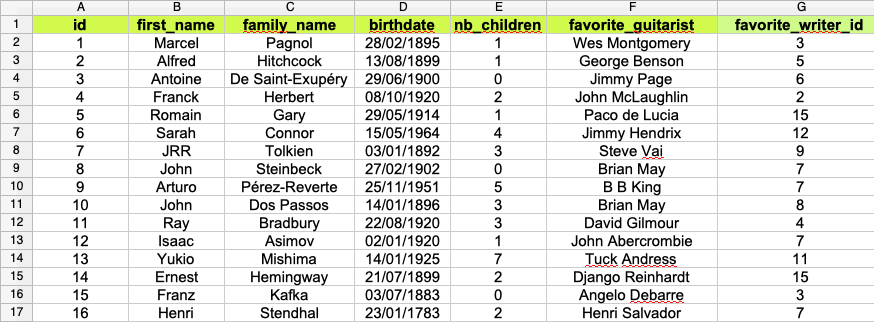 A B C D E F G
1 id first_name family_name birthdate nb_children favorite_guitarist favorite_writer_id
2 1 Marcel Pagnol 28/02/1895 1 Wes Montgomery 3
3 2 Alfred Hitchcock 13/08/1899 1 George Benson 5
4 3 Antoine De Saint-Exupéry 29/06/1900 0 Jimmy Page 6
5 4 Franck Herbert 08/10/1920 2 John McLaughlin 2
6 5 Romain Gary 29/05/1914 1 Paco de Lucia 15
7 6 Sarah Connor 15/05/1964 4 Jimmy Hendrix 12
8 7 JRR Tolkien 03/01/1892 3 Steve Vai 9
9 8 John Steinbeck 27/02/1902 0 Brian May 7
10 9 Arturo Pérez-Reverte 25/11/1951 5 B B King 7
11 10 John Dos Passos 14/01/1896 3 Brian May 8
12 11 Ray Bradbury 22/08/1920 3 David Gilmour 4
13 12 Isaac Asimov 02/01/1920 1 John Abercrombie 7
14 13 Yukio Mishima 14/01/1925 7 Tuck Andress 11
15 14 Ernest Hemingway 21/07/1899 2 Django Reinhardt 15
16 15 Franz Kafka 03/07/1883 0 Angelo Debarre 3
17 16 Henri Stendhal 23/01/1783 2 Henri Salvador 7